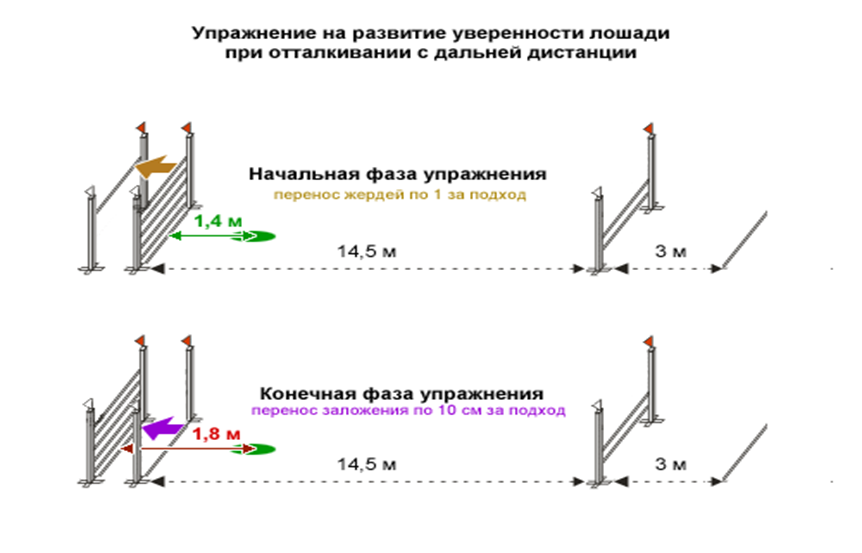 Упражнение на развитие уверенности лошади
при отталкивании с дальней дистанции
Начальная фаза упражнения
перенос жердей по 1 за подход
1,4 м
14,5 м
3 м
Конечная фаза упражнения
перенос заложения по 10 см за подход
1,8 м
14,5 м
3 м